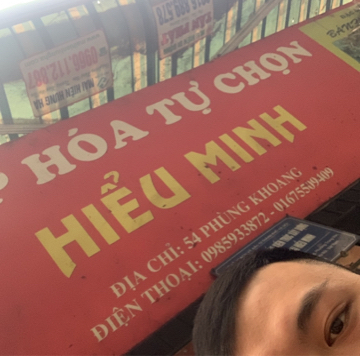 P HÓA TỰ CHỌN
HIỂU MINH
ĐỊA CHỈ: 54 PHÙNG KHOANG
ĐIỆN THOẠI: 0985933872 - 01675509409